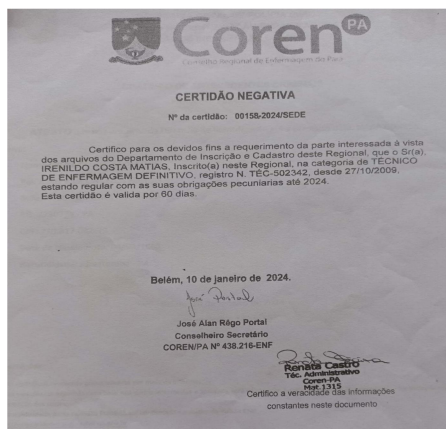 Coren PA
Conselho Regional de Enfermagem do Pará
CERTIDÃO NEGATIVA
Nº da certidão: 00158-2024/SEDE
Certifico para os devidos fins a requerimento da parte interessada à vista
dos arquivos do Departamento de Inscrição e Cadastro deste Regional, que o Sr(a).
IRENILDO COSTA MATIAS, Inscrito(a) neste Regional, na categoria de TÉCNICO
DE ENFERMAGEM DEFINITIVO, registro N. TÉC-502342, desde 27/10/2009,
estando regular com as suas obrigações pecuniarias até 2024.
Esta certidão é valida por 60 dias.
Belém, 10 de janeiro de 2024.
José Portal
José Alan Rêgo Portal
Conselheiro Secretário
COREN/PA Nº 438.216-ENF
Renata Castro
Téc. Administrativo
Coren-PA
Mat.1315
Certifico a veracidade das informações
constantes neste documento